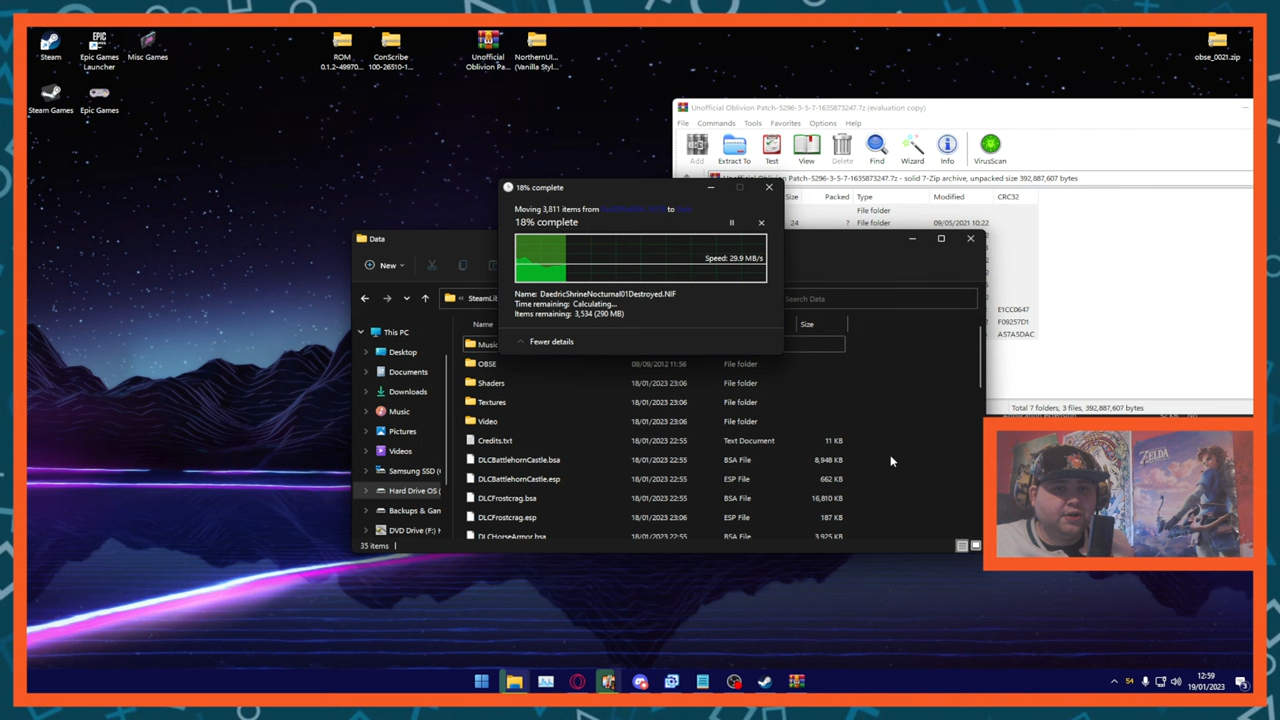 Steam
EPIC
GAMES
Epic Games
Launcher
Misc Games
ROM
0.1.2-49970...
ConScribe
100-26510-1...
Unofficial
Oblivion Pa...
NorthernUI...
(Vanilla Styl...
obse_0021.zip
Steam Games
Epic Games
Unofficial Oblivion Patch-5296-3-5-7-1635873247.7z (evaluation copy)
File Commands Tools Favorites Options Help
Add Extract To Test View Delete Find Wizard Info VirusScan
Oblivion Patch-5296-3-5-7-1635873247.7z - solid 7-Zip archive, unpacked size 392,887,607 bytes
Size Packed Type Modified CRC32
File folder
24 ? File folder 09/05/2021 10:22
E1CC0647
F09257D1
A57A5DAC
Total 7 folders, 3 files, 392,887,607 bytes
18% complete
Moving 3,811 items from
to
18% complete
Speed: 29.9 MB/s
Name: DaedricShrineNocturnal01Destroyed.NIF
Time remaining: Calculating...
Items remaining: 3,534 (290 MB)
Fewer details
Data
New
SteamLi
Search Data
Name Size
This PC
Desktop
Documents
Downloads
Music
Pictures
Videos
Samsung SSD (
Hard Drive OS (
Backups & Gan
DVD Drive (F:) H
Music
OBSE 09/09/2012 11:56 File folder
Shaders 18/01/2023 23:06 File folder
Textures 18/01/2023 23:06 File folder
Video 18/01/2023 23:06 File folder
Credits.txt 18/01/2023 22:55 Text Document 11 KB
DLCBattlehornCastle.bsa 18/01/2023 22:55 BSA File 8,948 KB
DLCBattlehornCastle.esp 18/01/2023 22:55 ESP File 662 KB
DLCFrostcrag.bsa 18/01/2023 22:55 BSA File 16,810 KB
DLCFrostcrag.esp 18/01/2023 23:06 ESP File 187 KB
DLCHorseArmor.bsa 18/01/2023 22:55 BSA File 3,925 KB
35 items
ZELDA
54
12:59
19/01/2023
3